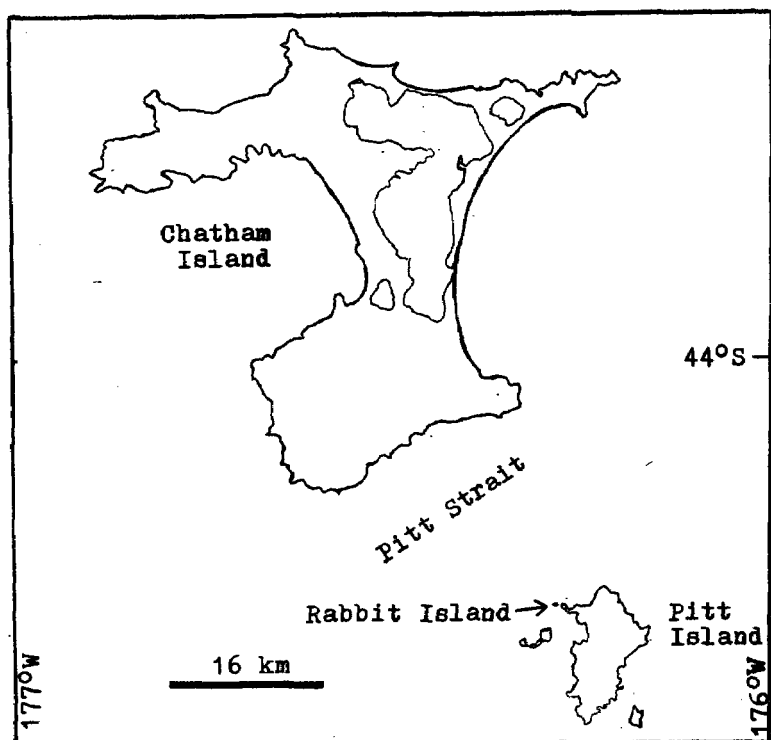 Chatham
Island
44°S
Pitt Strait
Rabbit Island
Pitt
Island
16 km
177°W
176°W